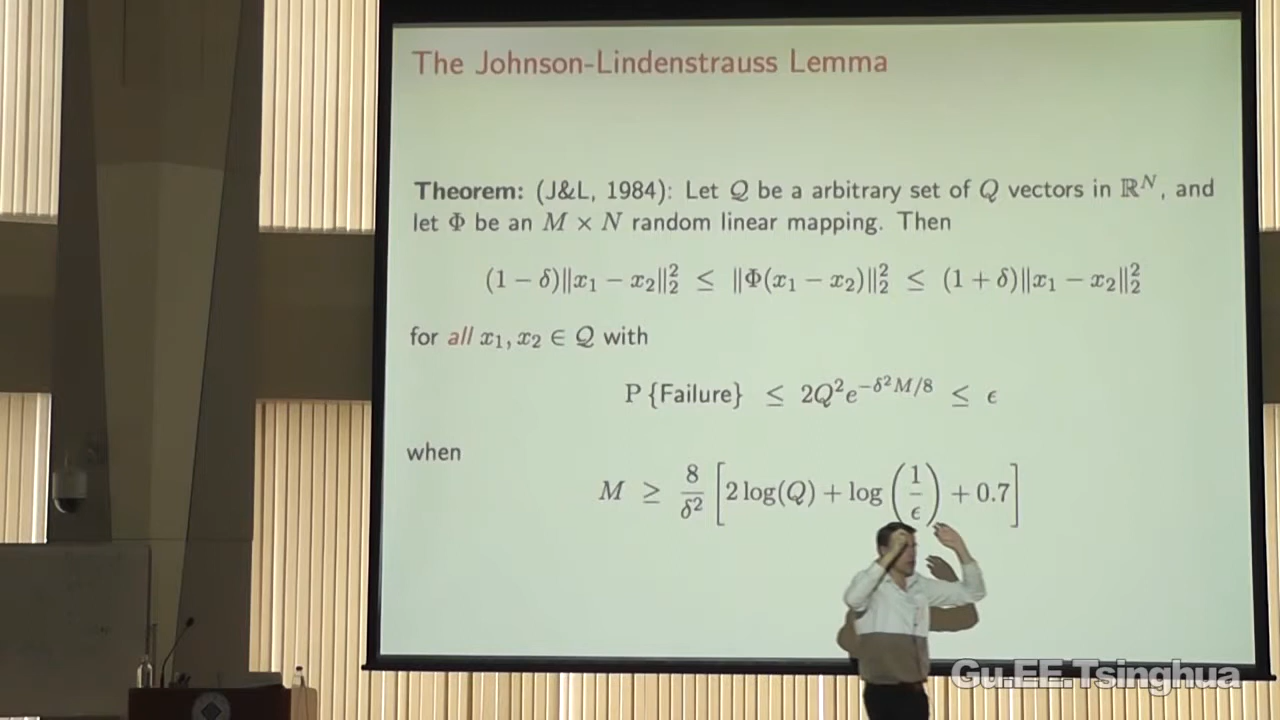 The Johnson-Lindenstrauss Lemma
Theorem: (J&L, 1984): Let 𝒬 be a arbitrary set of Q vectors in ℝ^N, and
let Φ be an M × N random linear mapping. Then
(1 − δ)‖x₁ − x₂‖₂² ≤ ‖Φ(x₁ − x₂)‖₂² ≤ (1 + δ)‖x₁ − x₂‖₂²
for all x₁, x₂ ∈ 𝒬 with
P {Failure} ≤ 2Q²e^{−δ²M/8} ≤ ϵ
when
M ≥ 8/δ² [2 log(Q) + log (1/ϵ) + 0.7]
Gu.EE.Tsinghua